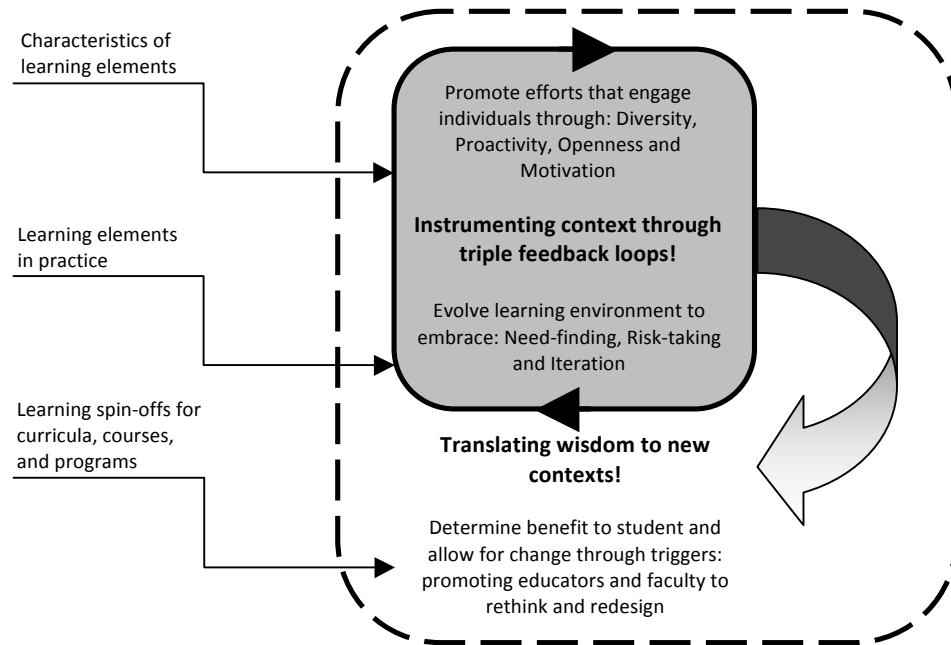 Characteristics of
learning elements
Promote efforts that engage
individuals through: Diversity,
Proactivity, Openness and
Motivation
Instrumenting context through
triple feedback loops!
Learning elements
in practice
Evolve learning environment to
embrace: Need-finding, Risk-taking
and Iteration
Learning spin-offs for
curricula, courses,
and programs
Translating wisdom to new
contexts!
Determine benefit to student and
allow for change through triggers:
promoting educators and faculty to
rethink and redesign